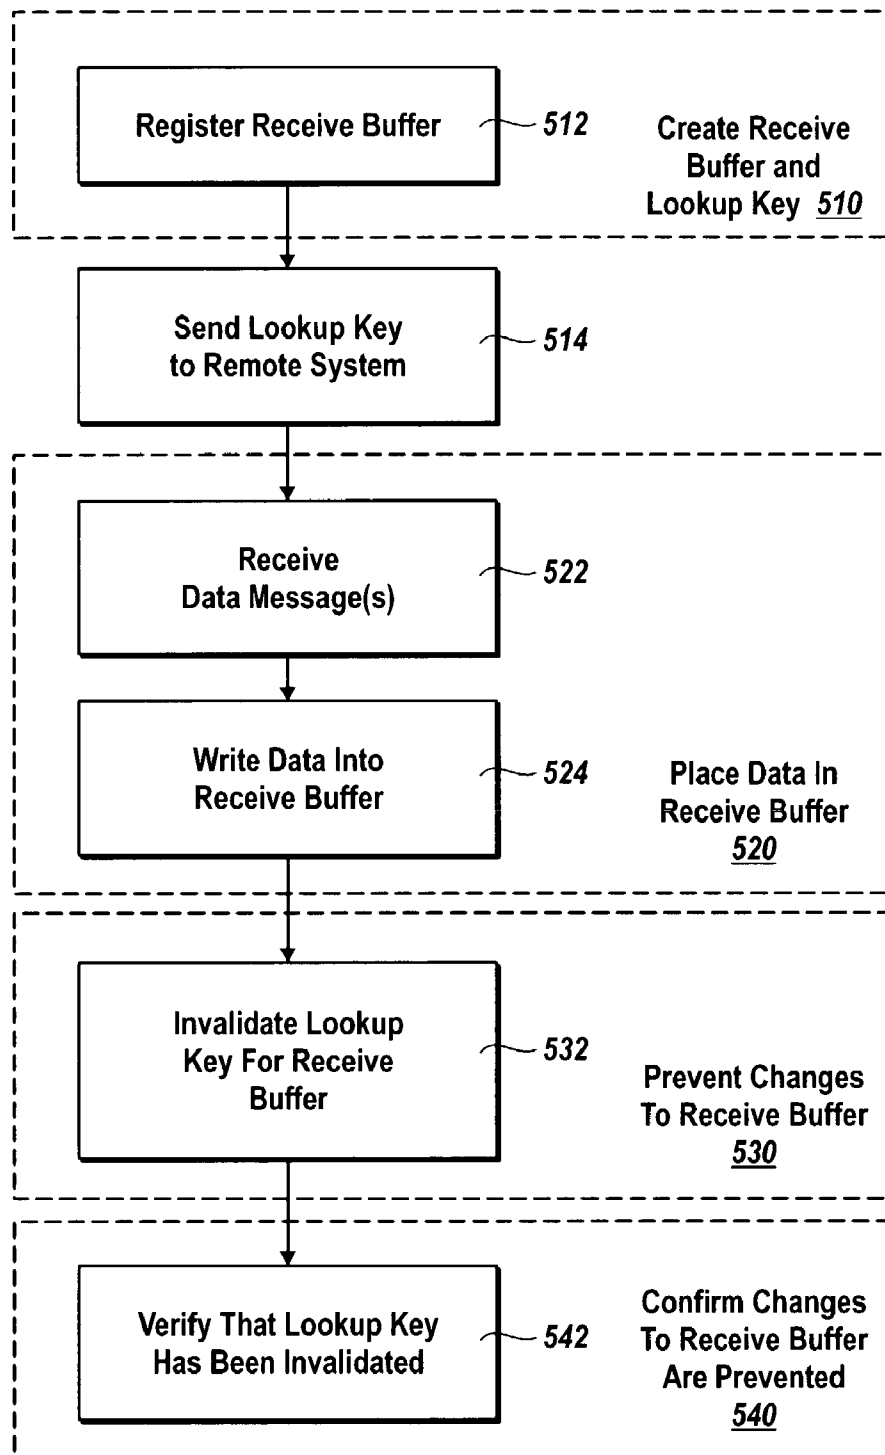 Register Receive Buffer
512
Create Receive
Buffer and
Lookup Key 510
Send Lookup Key
to Remote System
514
Receive
Data Message(s)
522
Write Data Into
Receive Buffer
524
Place Data In
Receive Buffer
520
Invalidate Lookup
Key For Receive
Buffer
532
Prevent Changes
To Receive Buffer
530
Verify That Lookup Key
Has Been Invalidated
542
Confirm Changes
To Receive Buffer
Are Prevented
540